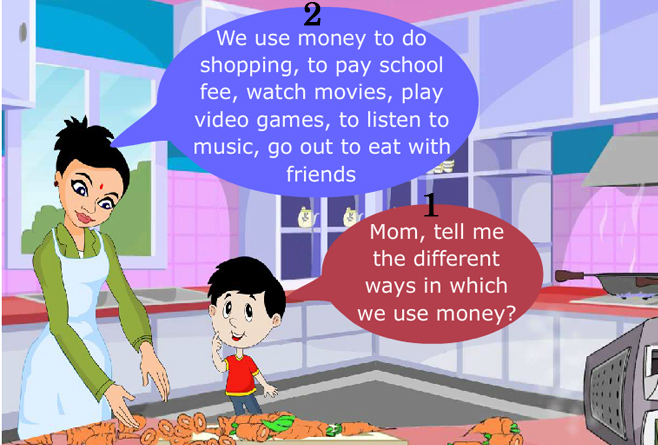 2
We use money to do
shopping, to pay school
fee, watch movies, play
video games, to listen to
music, go out to eat with
friends
1
Mom, tell me
the different
ways in which
we use money?